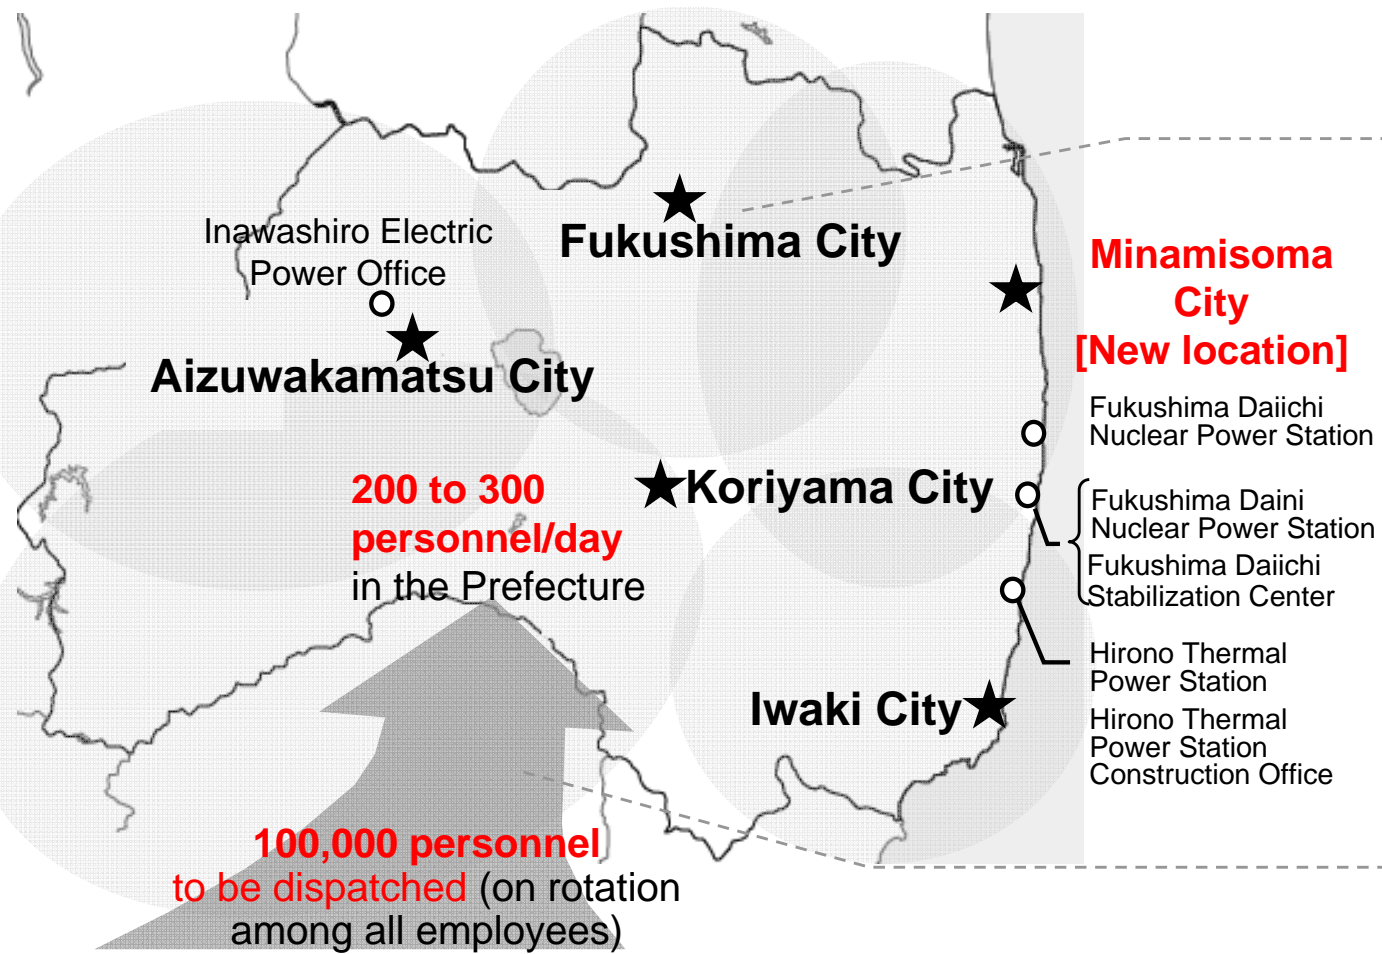 Inawashiro Electric
Power Office
Fukushima City
Minamisoma
City
[New location]
Aizuwakamatsu City
Fukushima Daiichi
Nuclear Power Station
200 to 300
personnel/day
in the Prefecture
Koriyama City
Fukushima Daini
Nuclear Power Station
Fukushima Daiichi
Stabilization Center
Hirono Thermal
Power Station
Iwaki City
Hirono Thermal
Power Station
Construction Office
100,000 personnel
to be dispatched (on rotation
among all employees)